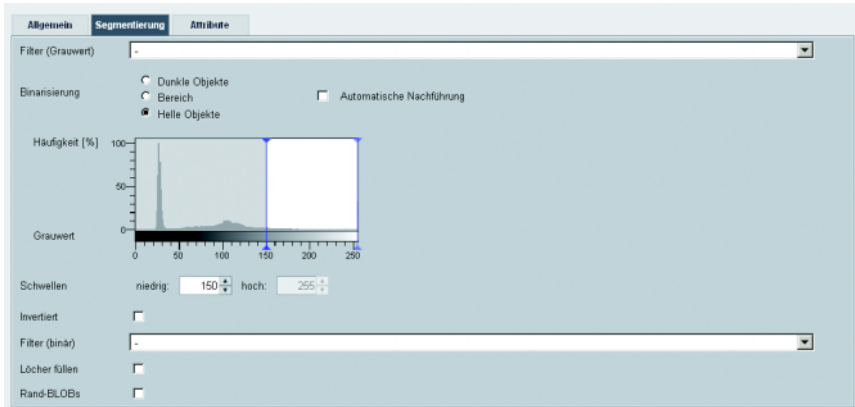 Allgemein Segmentierung Attribute
Filter (Grauwert) -
Dunkle Objekte
Binarisierung Bereich Automatische Nachführung
Helle Objekte
Häufigkeit [%] 100
50
0
Grauwert
0 50 100 150 200 250
Schwellen niedrig: 150 hoch: 255
Invertiert
Filter (binär) -
Löcher füllen
Rand-BLOBs